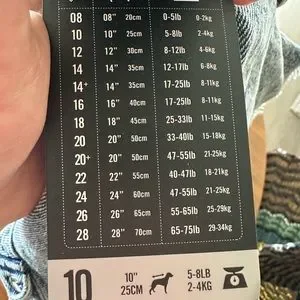 08 08" 20cm 0-5lb 0-2kg
10 10" 25cm 5-8lb 2-4kg
12 12" 30cm 8-12lb 4-6kg
14 14" 35cm 12-17lb 6-8kg
14+ 14" 35cm 17-25lb 8-11kg
16 16" 40cm 17-25lb 8-11kg
18 18" 45cm 25-33lb 11-15kg
20 20" 50cm 33-40lb 15-18kg
20+ 20" 50cm 47-55lb 21-25kg
22 22" 55cm 40-47lb 18-21kg
24 24" 60cm 47-55lb 21-25kg
26 26" 65cm 55-65lb 25-29kg
28 28" 70cm 65-75lb 29-34kg
10 10" 25CM 5-8LB 2-4KG